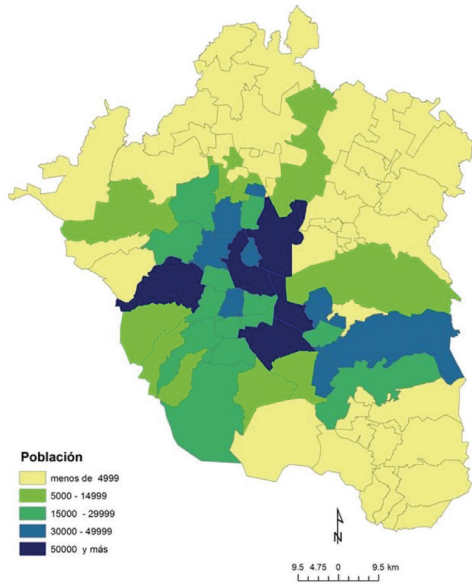 Población
menos de 4999
5000 - 14999
15000 - 29999
30000 - 49999
50000 y más
N
9.5 4.75 0 9.5 km